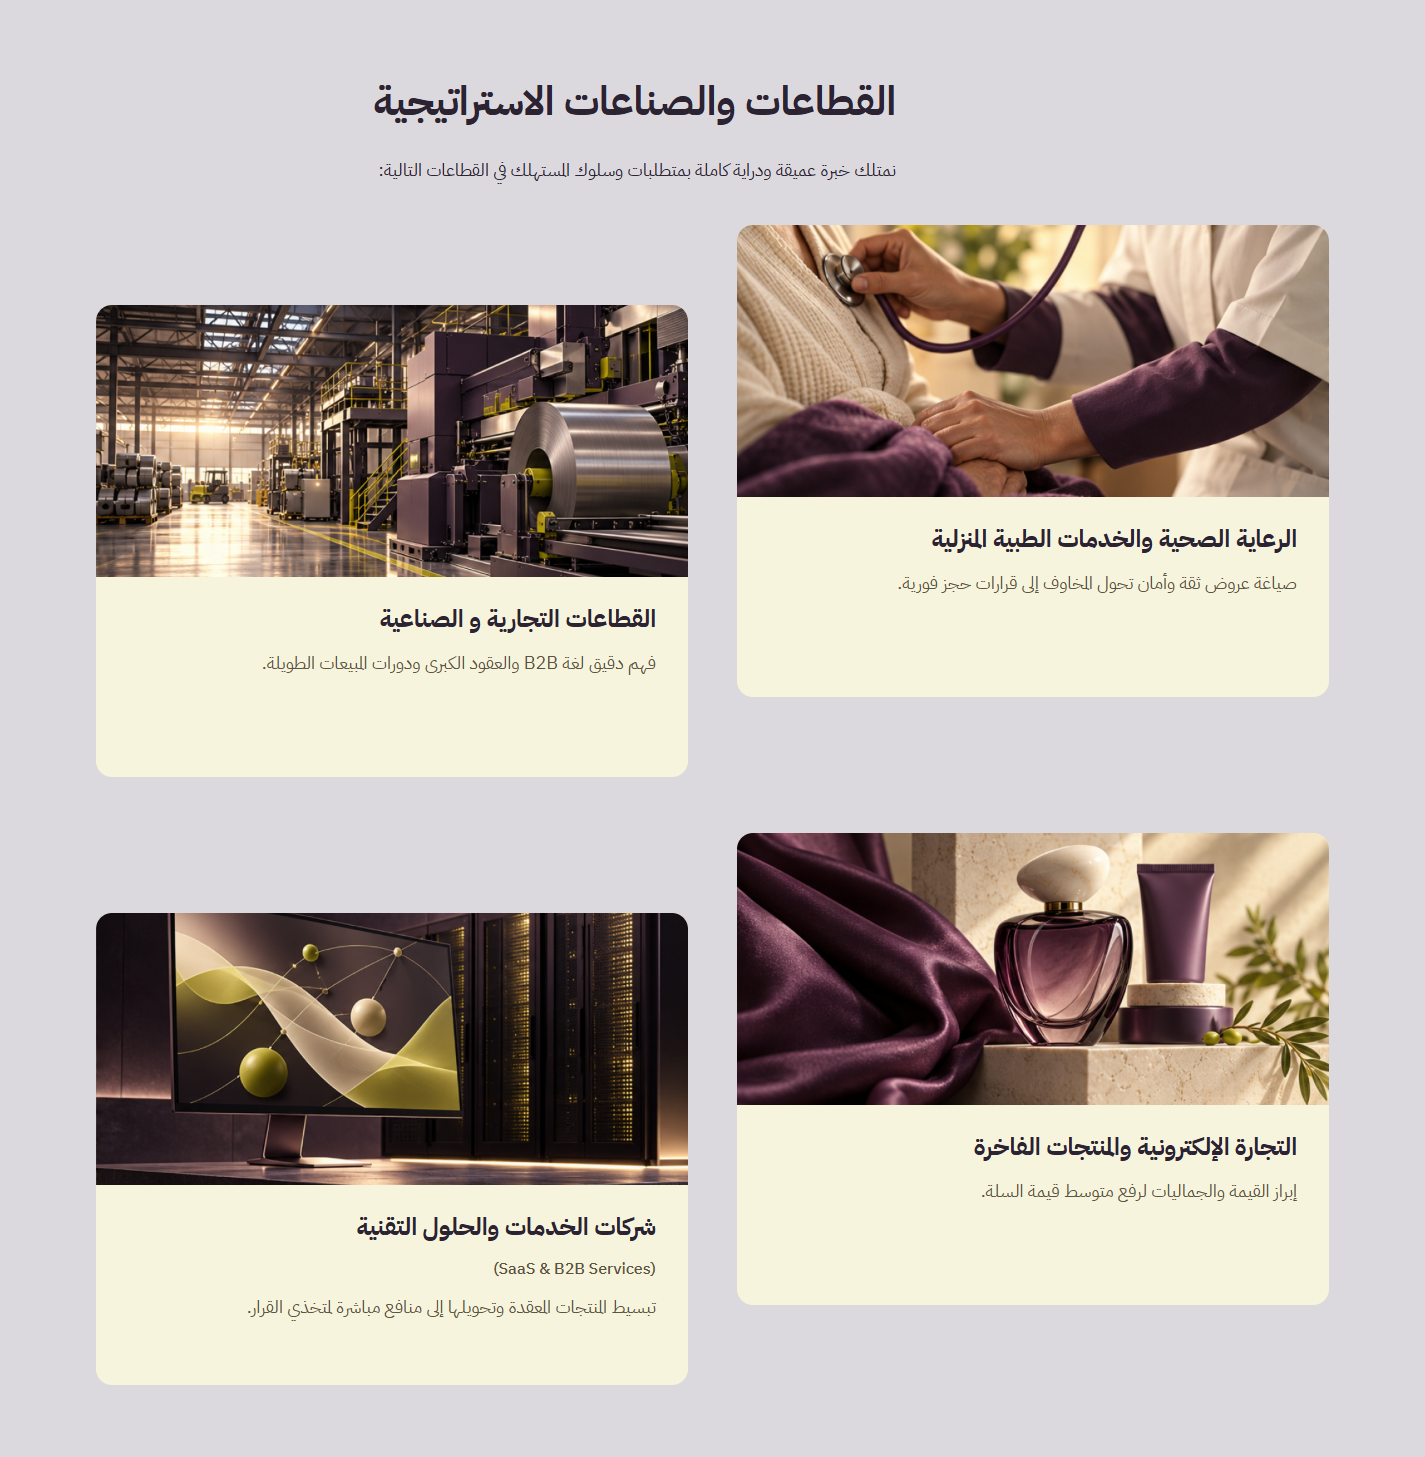 القطاعات والصناعات الاستراتيجية
نمتلك خبرة عميقة ودراية كاملة بمتطلبات وسلوك المستهلك في القطاعات التالية:
الرعاية الصحية والخدمات الطبية المنزلية
صياغة عروض ثقة وأمان تحول المخاوف إلى قرارات حجز فورية.
القطاعات التجارية و الصناعية
فهم دقيق لغة B2B والعقود الكبرى ودورات المبيعات الطويلة.
التجارة الإلكترونية والمنتجات الفاخرة
إبراز القيمة والجماليات لرفع متوسط قيمة السلة.
شركات الخدمات والحلول التقنية
(SaaS & B2B Services)
تبسيط المنتجات المعقدة وتحويلها إلى منافع مباشرة لمتخذي القرار.